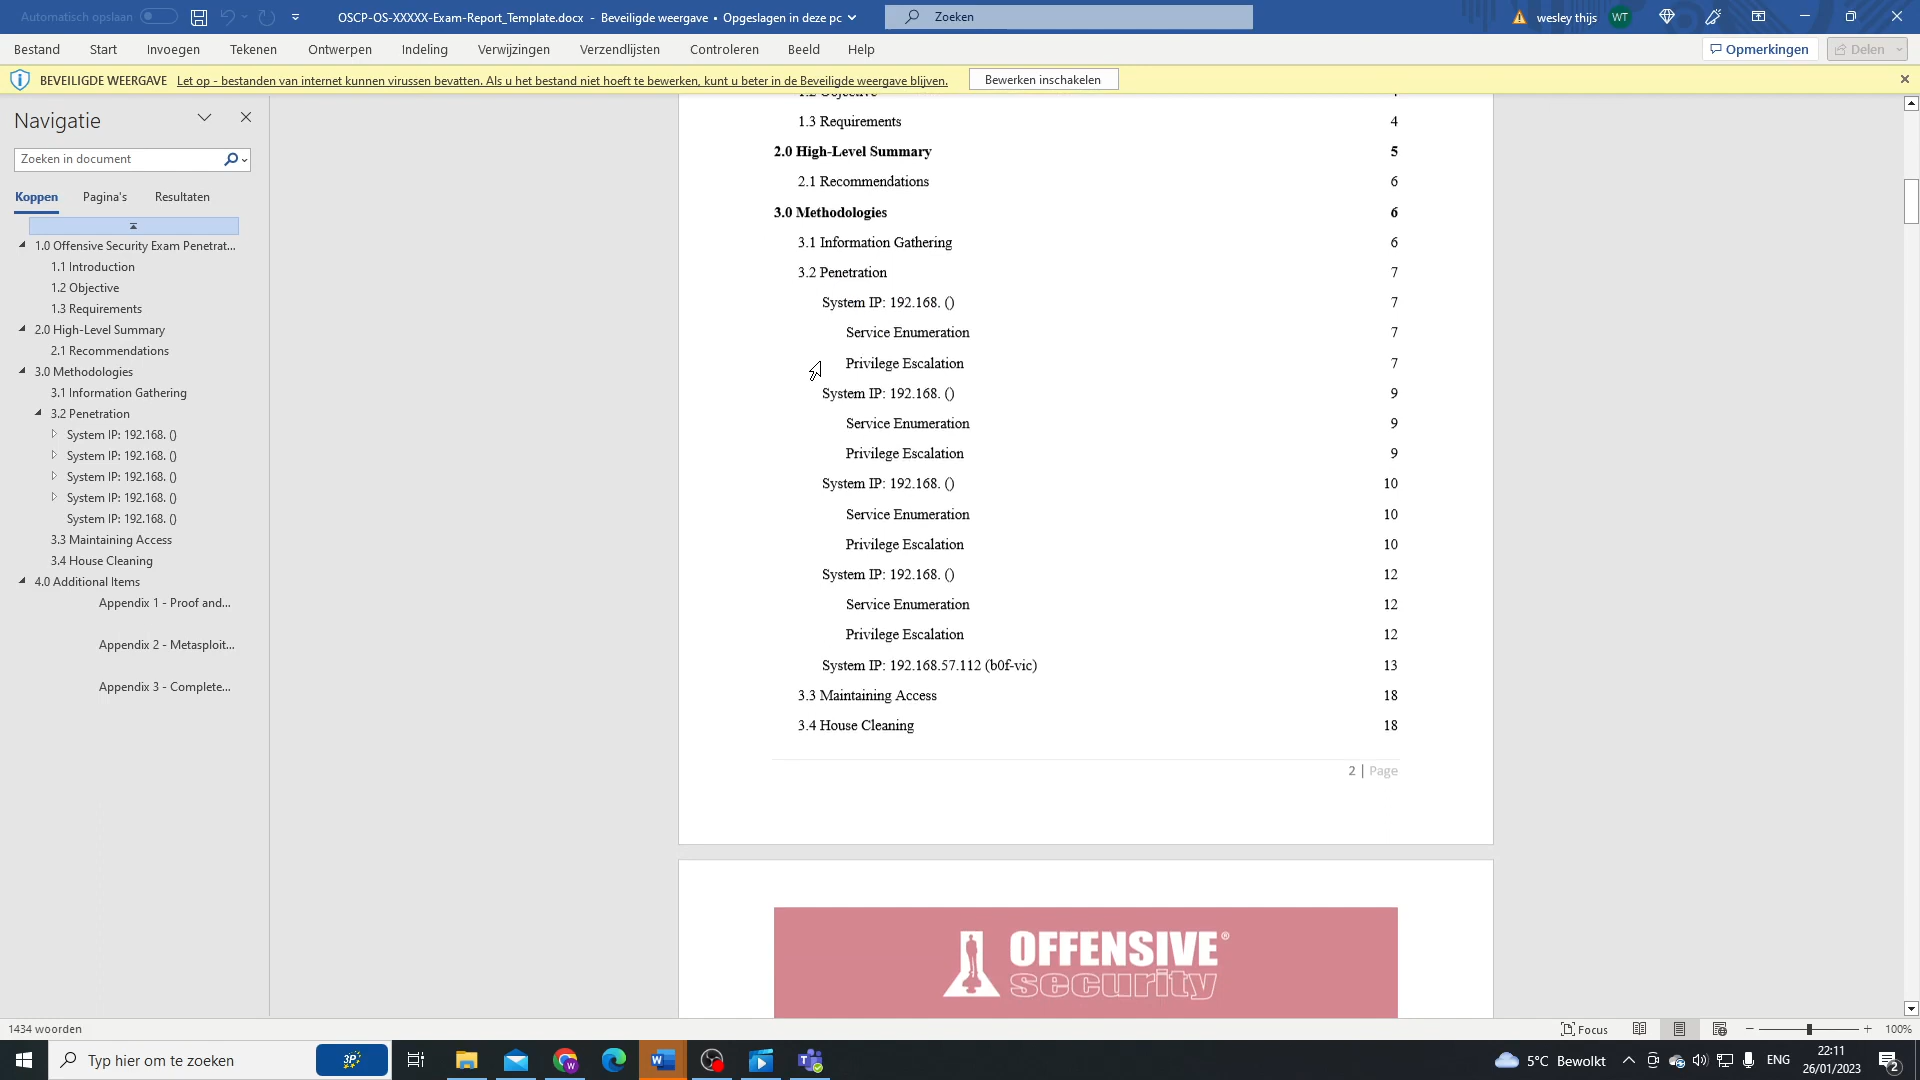 Automatisch opslaan
OSCP-OS-XXXXX-Exam-Report_Template.docx - Beveiligde weergave • Opgeslagen in deze pc
Zoeken
wesley thijs
WT
Bestand Start Invoegen Tekenen Ontwerpen Indeling Verwijzingen Verzendlijsten Controleren Beeld Help
Opmerkingen
Delen
BEVEILIGDE WEERGAVE Let op - bestanden van internet kunnen virussen bevatten. Als u het bestand niet hoeft te bewerken, kunt u beter in de Beveiligde weergave blijven.
Bewerken inschakelen
Navigatie
Zoeken in document
Koppen Pagina's Resultaten
1.0 Offensive Security Exam Penetrat...
1.1 Introduction
1.2 Objective
1.3 Requirements
2.0 High-Level Summary
2.1 Recommendations
3.0 Methodologies
3.1 Information Gathering
3.2 Penetration
System IP: 192.168. ()
System IP: 192.168. ()
System IP: 192.168. ()
System IP: 192.168. ()
System IP: 192.168. ()
3.3 Maintaining Access
3.4 House Cleaning
4.0 Additional Items
Appendix 1 - Proof and...
Appendix 2 - Metasploit...
Appendix 3 - Complete...
1.2 Objective 4
1.3 Requirements 4
2.0 High-Level Summary 5
2.1 Recommendations 6
3.0 Methodologies 6
3.1 Information Gathering 6
3.2 Penetration 7
System IP: 192.168. () 7
Service Enumeration 7
Privilege Escalation 7
System IP: 192.168. () 9
Service Enumeration 9
Privilege Escalation 9
System IP: 192.168. () 10
Service Enumeration 10
Privilege Escalation 10
System IP: 192.168. () 12
Service Enumeration 12
Privilege Escalation 12
System IP: 192.168.57.112 (b0f-vic) 13
3.3 Maintaining Access 18
3.4 House Cleaning 18
2 | Page
OFFENSIVE®
security
1434 woorden
Focus
100%
Typ hier om te zoeken
5°C Bewolkt
ENG
22:11
26/01/2023
2